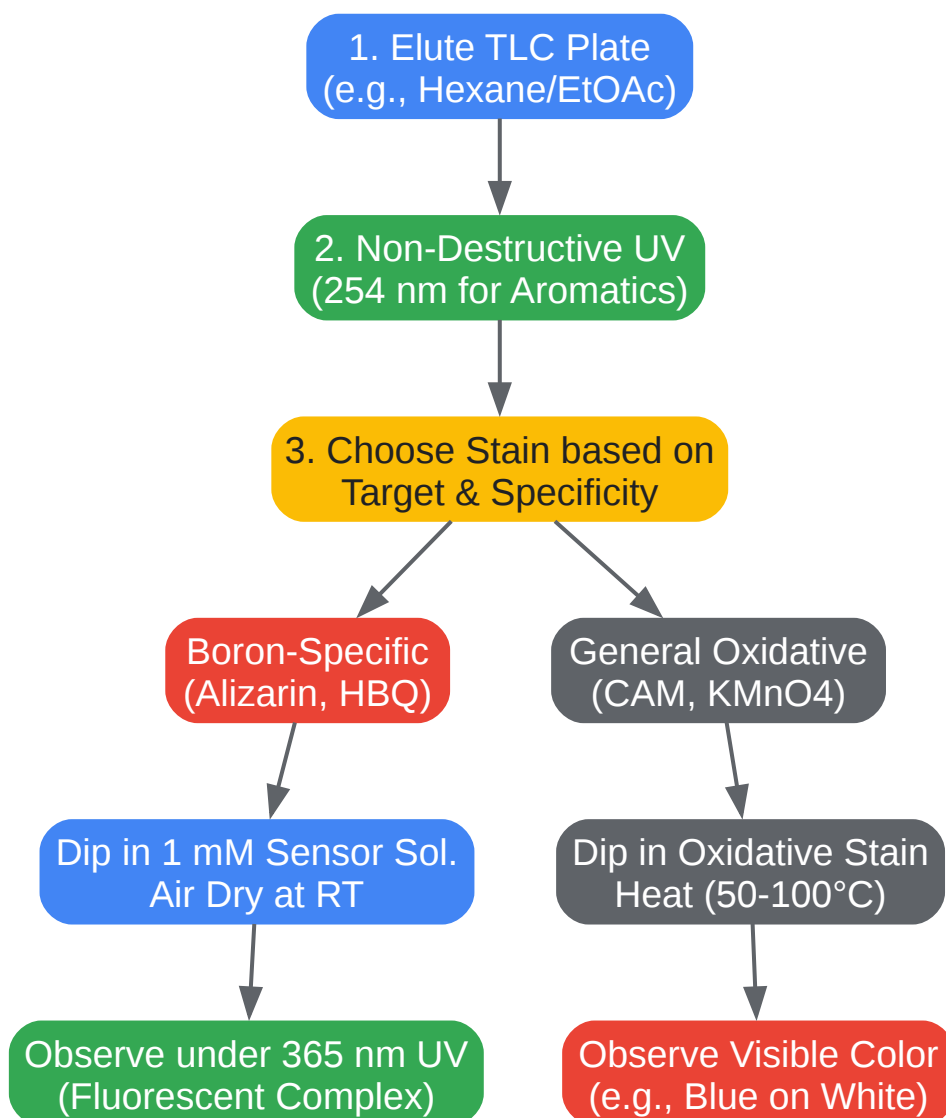 1. Elute TLC Plate
(e.g., Hexane/EtOAc)
2. Non-Destructive UV
(254 nm for Aromatics)
3. Choose Stain based on
Target & Specificity
Boron-Specific
(Alizarin, HBQ)
General Oxidative
(CAM, KMnO4)
Dip in 1 mM Sensor Sol.
Air Dry at RT
Dip in Oxidative Stain
Heat (50-100°C)
Observe under 365 nm UV
(Fluorescent Complex)
Observe Visible Color
(e.g., Blue on White)